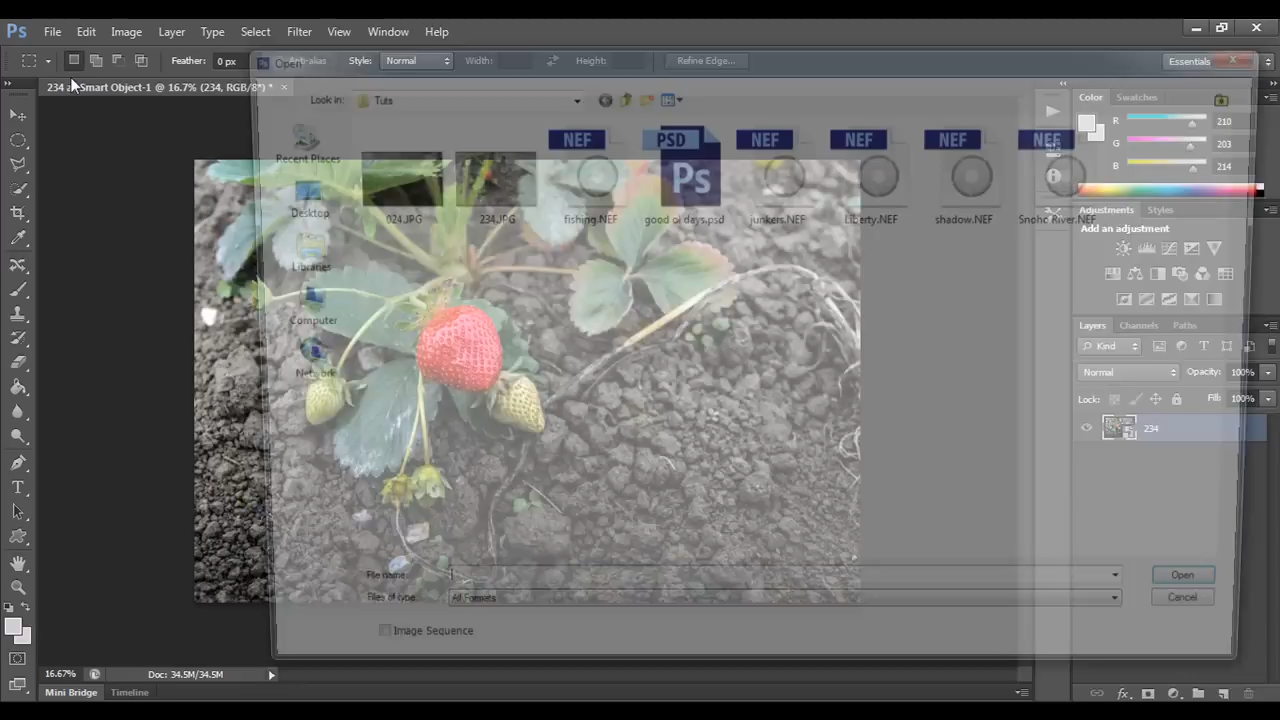 Ps File Edit Image Layer Type Select Filter View Window Help
Feather: 0 px Style: Normal Width: Height: Refine Edge... Essentials
Open
234 Smart Object-1 @ 16.7% (234, RGB/8*) * ×
Look in: Tuts
Color Swatches
R 210
G 203
B 214
Recent Places
Desktop
Libraries
Computer
Network
NEF PSD NEF NEF NEF NEF
Ps
024.JPG 234.JPG fishing.NEF good ol days.psd junkers.NEF Liberty.NEF shadow.NEF Snoho River.NEF
Adjustments Styles
Add an adjustment
Layers Channels Paths
Kind
Normal Opacity: 100%
Lock: Fill: 100%
234
File name:
Files of type: All Formats
Open
Cancel
Image Sequence
16.67% Doc: 34.5M/34.5M
Mini Bridge Timeline